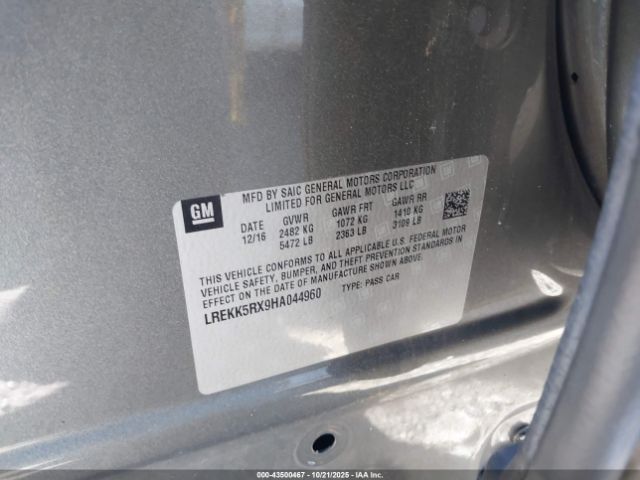 GM
MFD BY SAIC GENERAL MOTORS CORPORATION
LIMITED FOR GENERAL MOTORS LLC
DATE GVWR GAWR FRT GAWR RR
12/16 2482 KG 1072 KG 1410 KG
5472 LB 2363 LB 3109 LB
THIS VEHICLE CONFORMS TO ALL APPLICABLE U.S. FEDERAL MOTOR
VEHICLE SAFETY, BUMPER, AND THEFT PREVENTION STANDARDS IN
EFFECT ON THE DATE OF MANUFACTURE SHOWN ABOVE.
LREKK5RX9HA044960 TYPE: PASS CAR
000-43500467 - 10/21/2025 - IAA Inc.